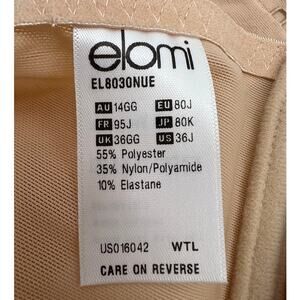 elomi
EL8030NUE
AU 14GG EU 80J
FR 95J JP 80K
UK 36GG US 36J
55% Polyester
35% Nylon/Polyamide
10% Elastane
US016042 WTL
CARE ON REVERSE